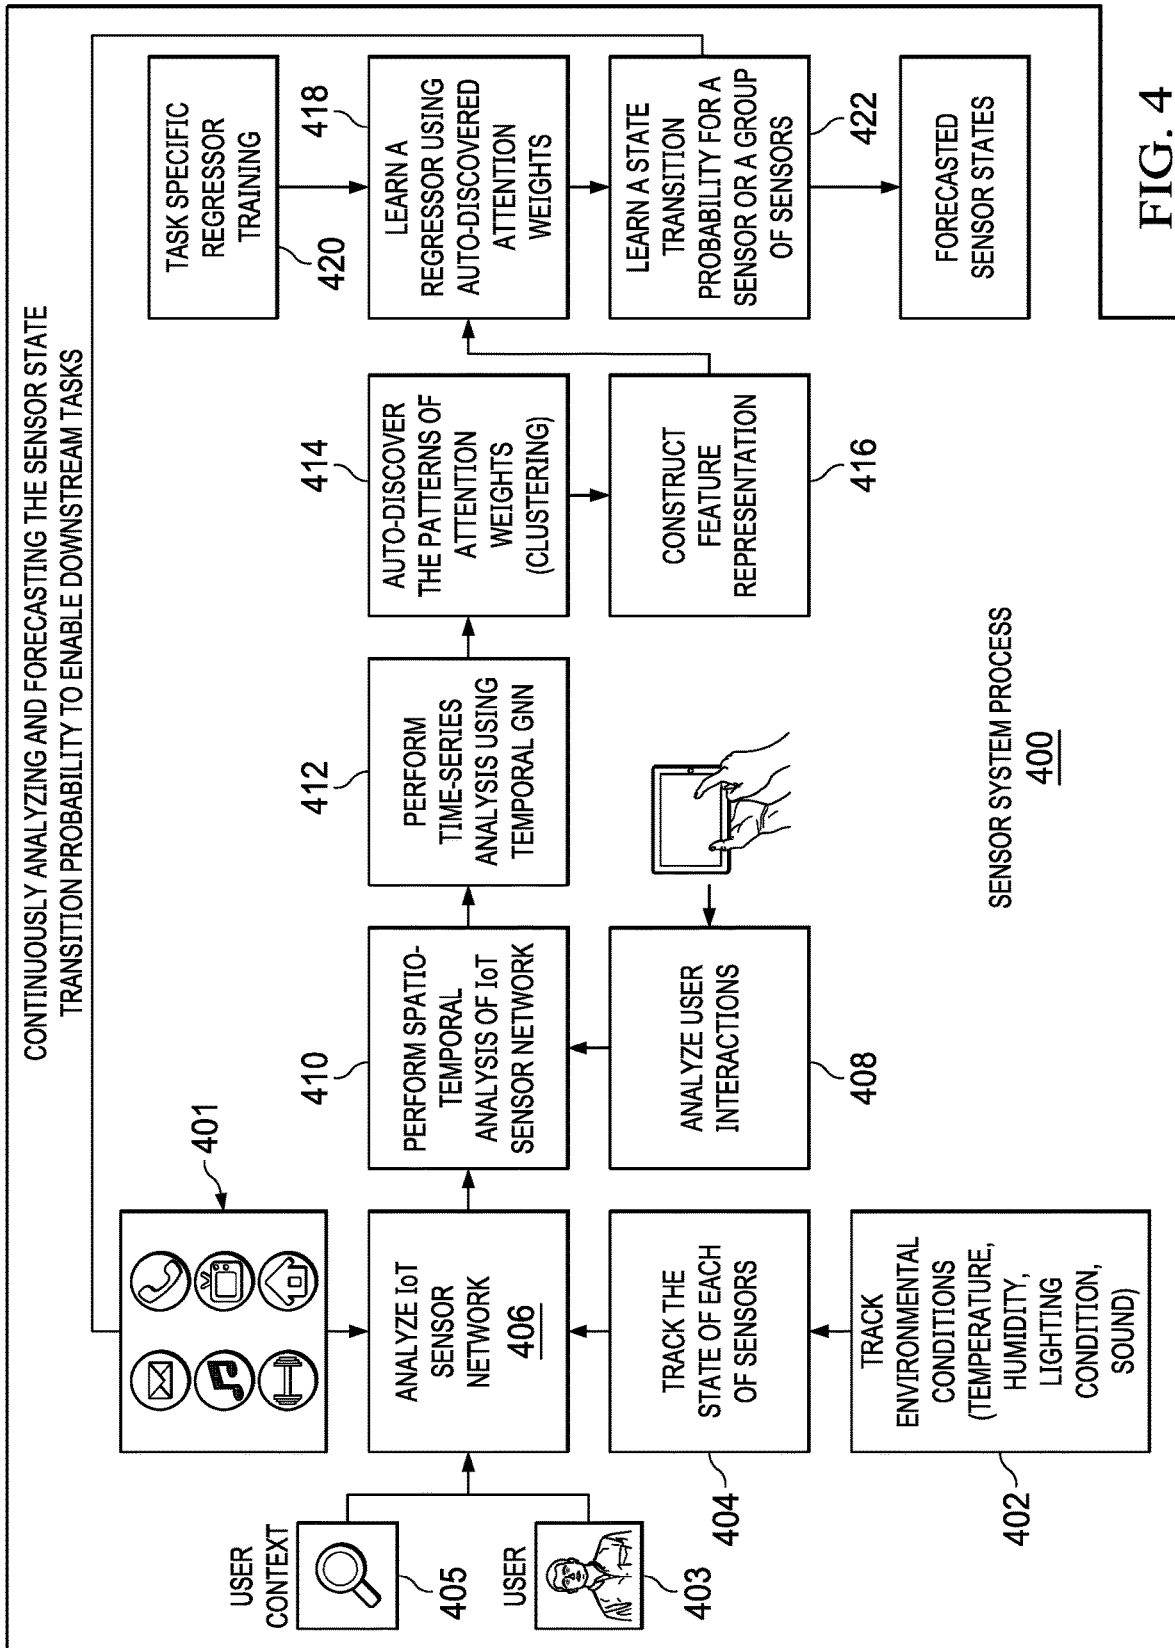 CONTINUOUSLY ANALYZING AND FORECASTING THE SENSOR STATE
TRANSITION PROBABILITY TO ENABLE DOWNSTREAM TASKS
401
USER
CONTEXT
405
USER
403
ANALYZE IoT
SENSOR
NETWORK
406
TRACK THE
STATE OF EACH
OF SENSORS
404
TRACK
ENVIRONMENTAL
CONDITIONS
(TEMPERATURE,
HUMIDITY,
LIGHTING
CONDITION,
SOUND)
402
410
PERFORM SPATIO-
TEMPORAL
ANALYSIS OF IoT
SENSOR NETWORK
ANALYZE USER
INTERACTIONS
408
412
PERFORM
TIME-SERIES
ANALYSIS USING
TEMPORAL GNN
414
AUTO-DISCOVER
THE PATTERNS OF
ATTENTION
WEIGHTS
(CLUSTERING)
CONSTRUCT
FEATURE
REPRESENTATION
416
TASK SPECIFIC
REGRESSOR
TRAINING
420
418
LEARN A
REGRESSOR USING
AUTO-DISCOVERED
ATTENTION
WEIGHTS
LEARN A STATE
TRANSITION
PROBABILITY FOR A
SENSOR OR A GROUP
OF SENSORS
422
FORECASTED
SENSOR STATES
SENSOR SYSTEM PROCESS
400
FIG. 4